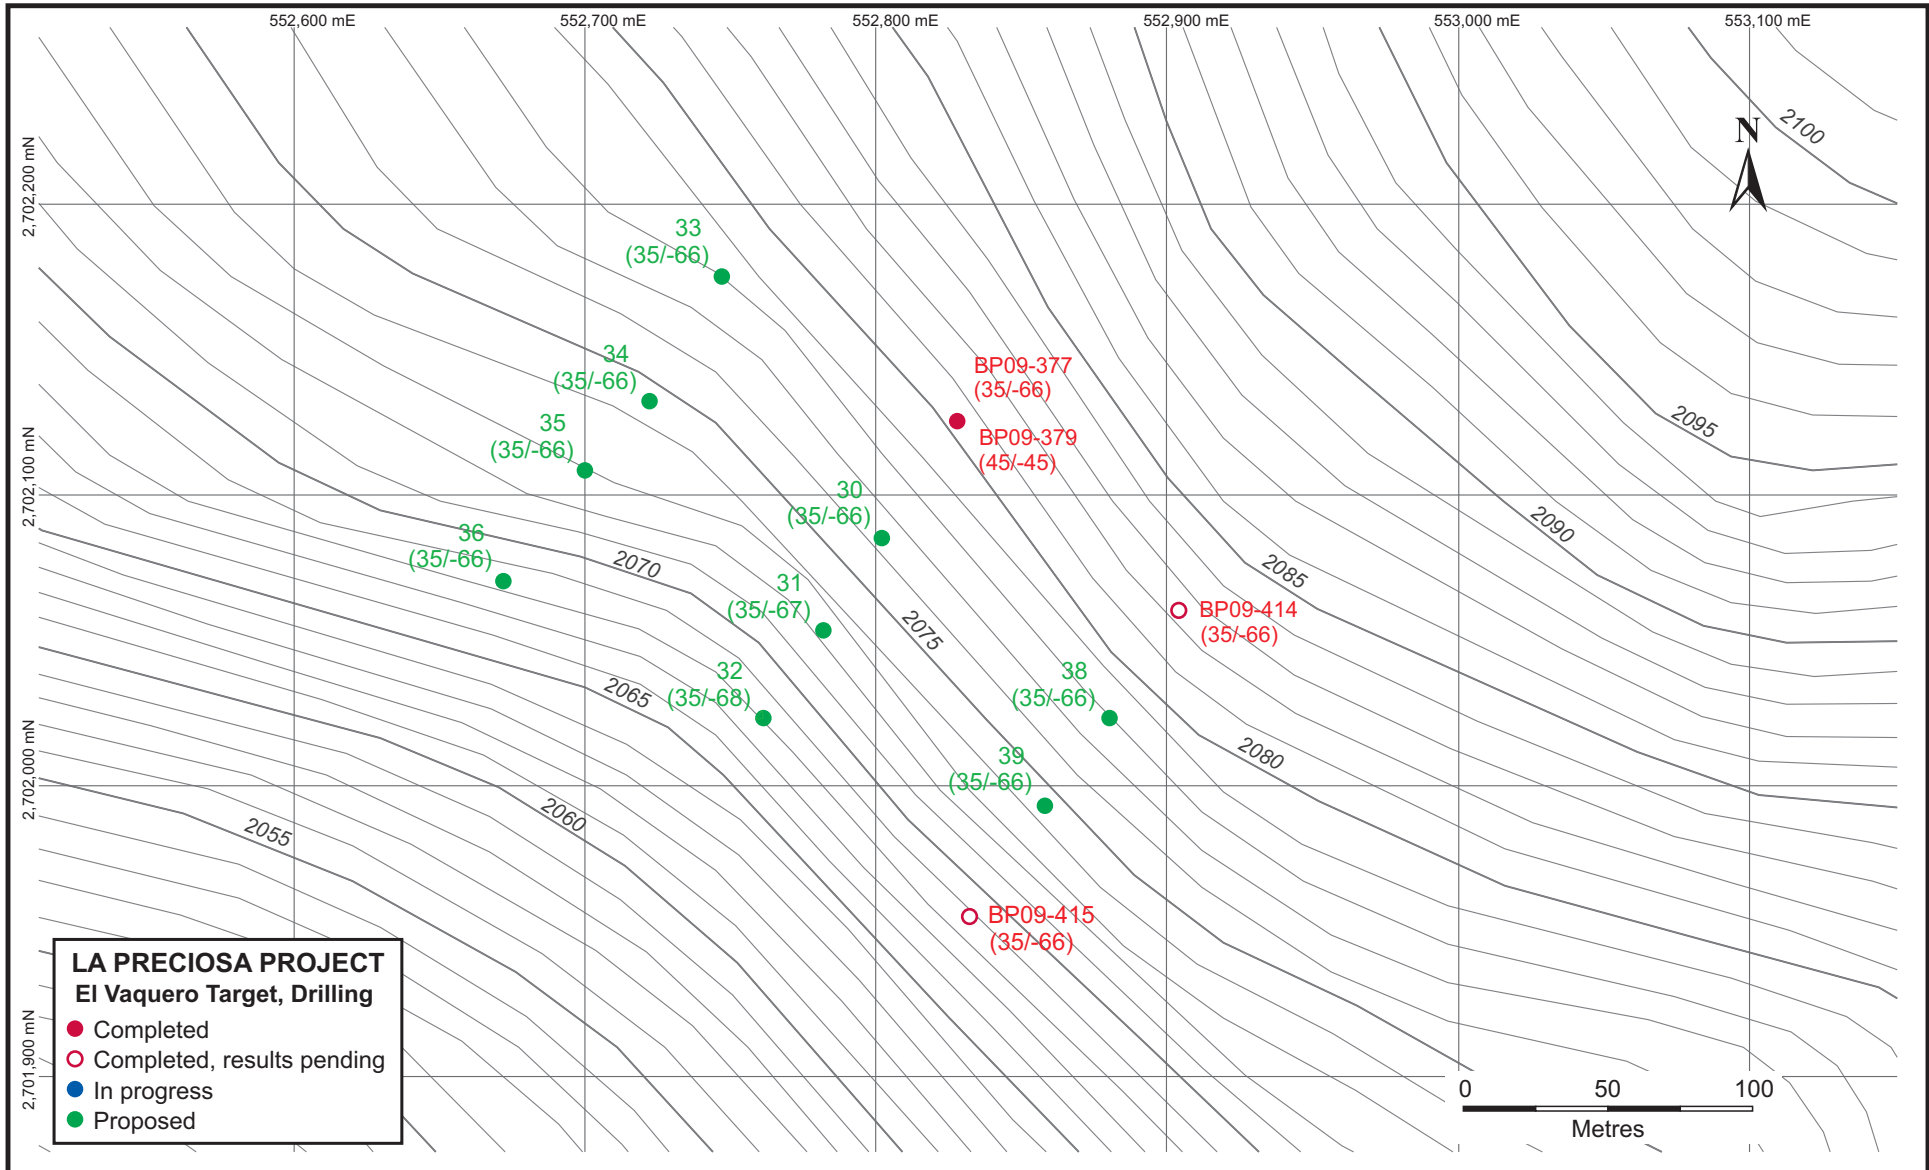 552,600 mE
552,700 mE
552,800 mE
552,900 mE
553,000 mE
553,100 mE
2,702,200 mN
2,702,100 mN
2,702,000 mN
2,701,900 mN
2100
N
33
(35/-66)
34
(35/-66)
BP09-377
(35/-66)
35
(35/-66)
BP09-379
(45/-45)
2095
30
(35/-66)
2090
36
(35/-66)
2070
2085
31
(35/-67)
BP09-414
(35/-66)
2075
32
(35/-68)
2065
38
(35/-66)
2080
39
(35/-66)
2060
2055
BP09-415
(35/-66)
LA PRECIOSA PROJECT
El Vaquero Target, Drilling
Completed
Completed, results pending
In progress
Proposed
0 50 100
Metres